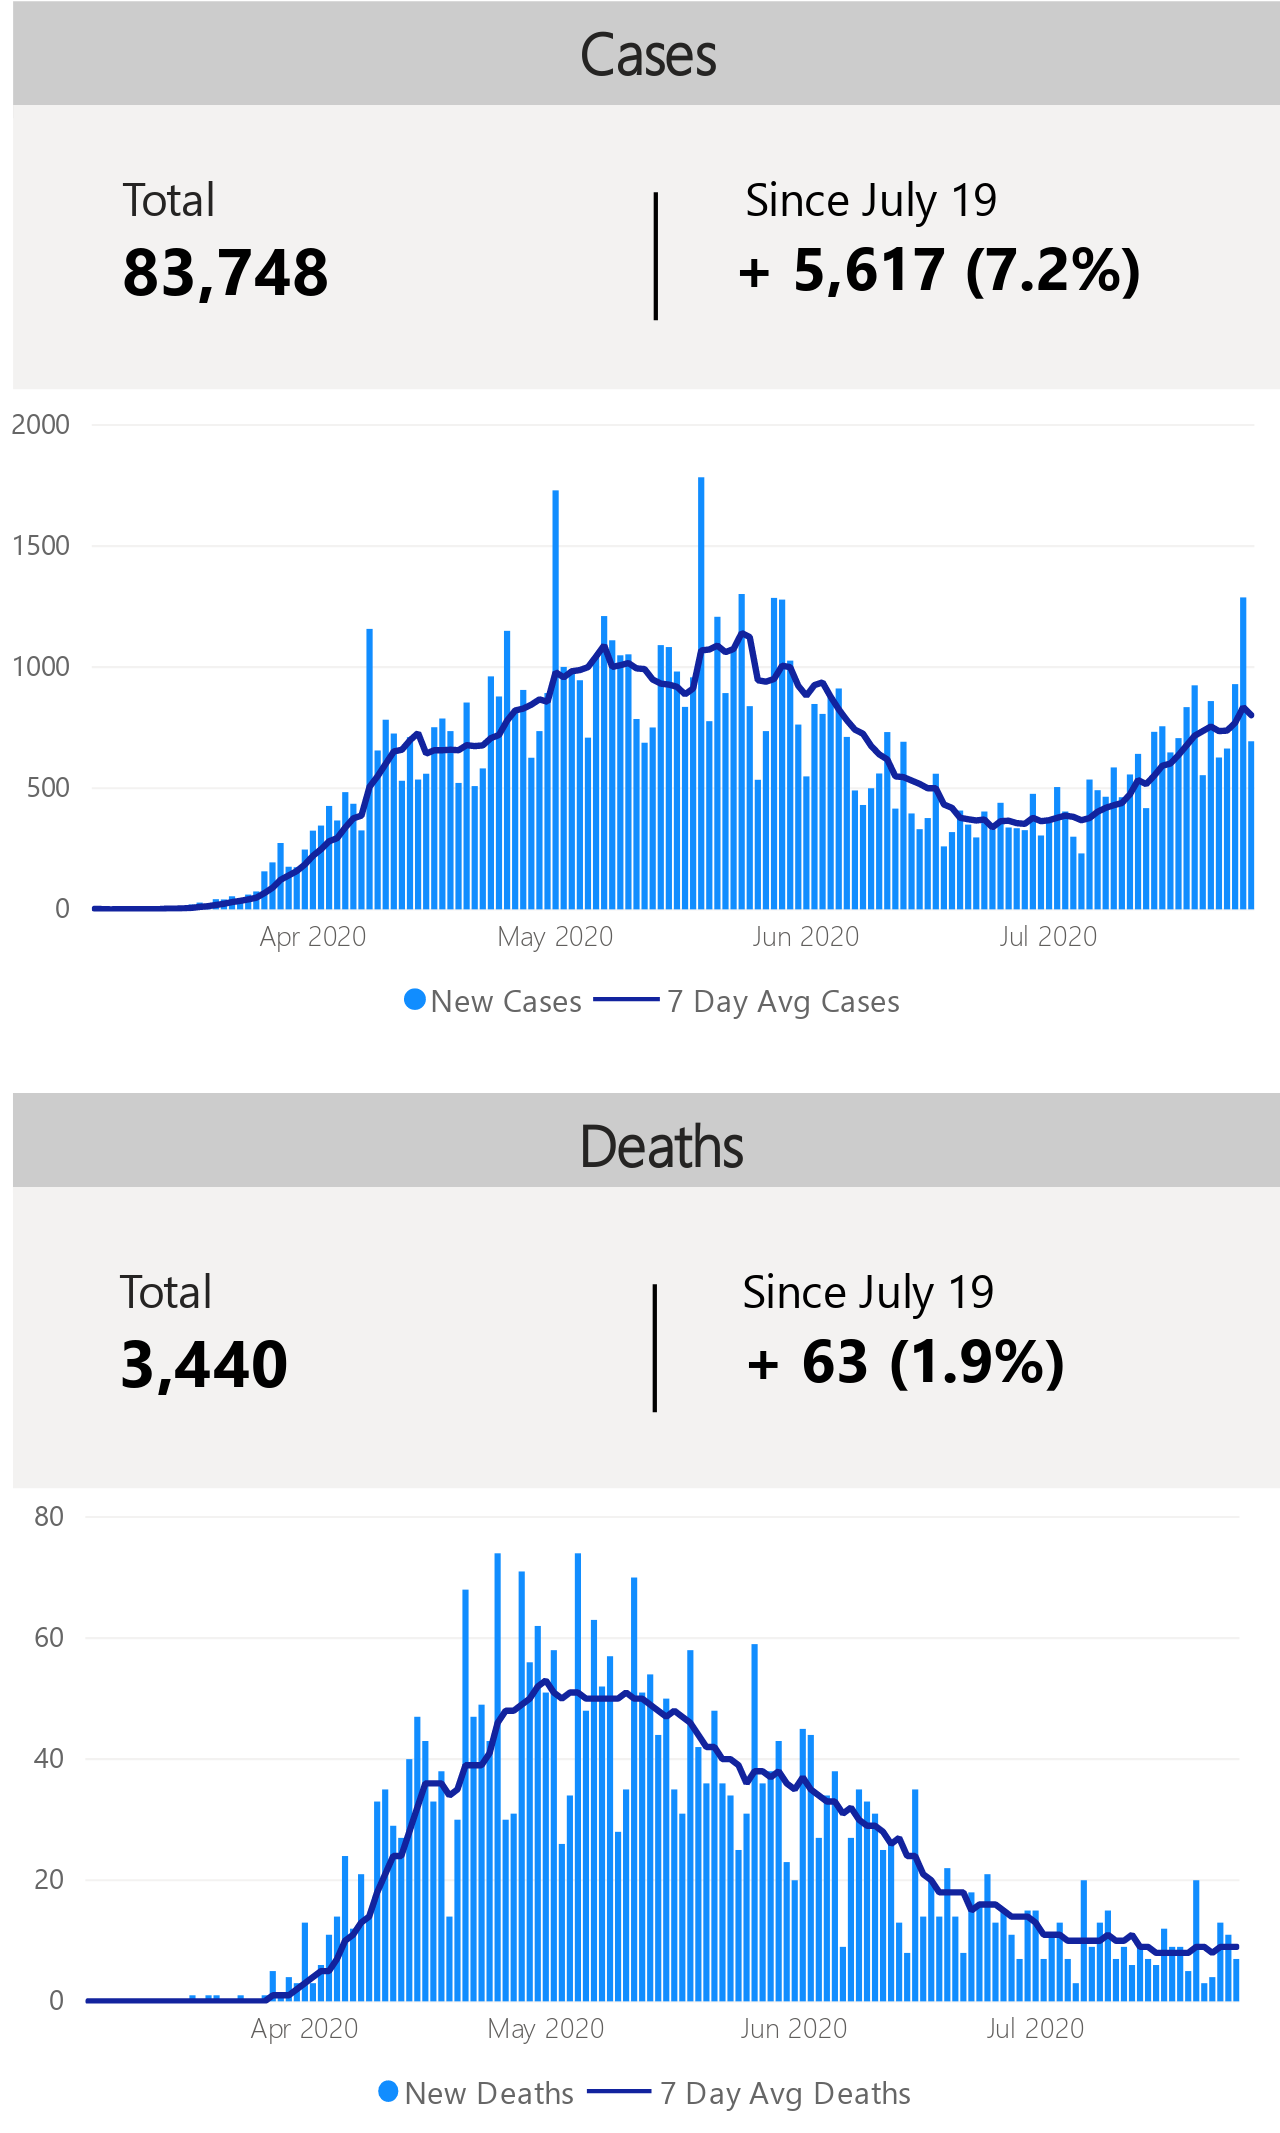 Cases
Total
Since July 19
83,748
+ 5,617 (7.2%)
2000
1500
1000
500
0
Apr 2020 May 2020 Jun 2020 Jul 2020
New Cases 7 Day Avg Cases
Deaths
Total
Since July 19
3,440
+ 63 (1.9%)
80
60
40
20
0
Apr 2020 May 2020 Jun 2020 Jul 2020
New Deaths 7 Day Avg Deaths